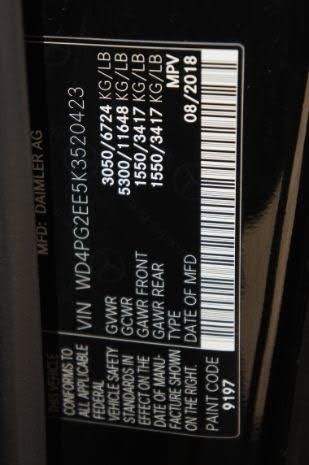 MFD: DAIMLER AG
VIN WD4PG2EE5K3520423
THIS VEHICLE
CONFORMS TO
ALL APPLICABLE
FEDERAL
VEHICLE SAFETY
STANDARDS IN
EFFECT ON THE
DATE OF MANU-
FACTURE SHOWN
ON THE RIGHT.
GVWR 3050/6724 KG/LB
GCWR 5300/11648 KG/LB
GAWR FRONT 1550/3417 KG/LB
GAWR REAR 1550/3417 KG/LB
TYPE MPV
DATE OF MFD 08/2018
PAINT CODE
9197